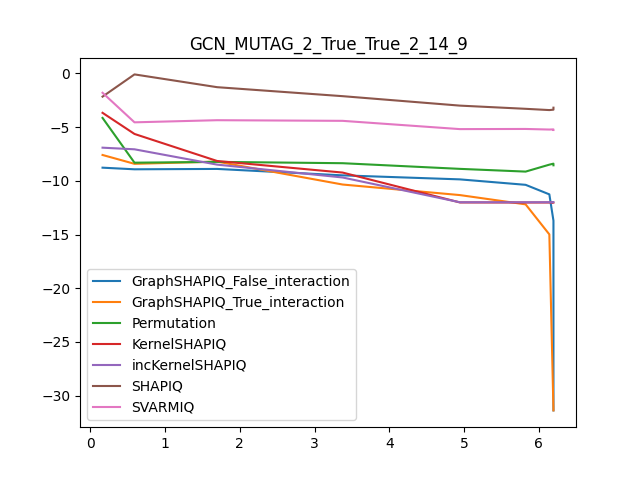 GCN_MUTAG_2_True_True_2_14_9
0
−5
−10
−15
−20
−25
−30
GraphSHAPIQ_False_interaction
GraphSHAPIQ_True_interaction
Permutation
KernelSHAPIQ
incKernelSHAPIQ
SHAPIQ
SVARMIQ
0 1 2 3 4 5 6